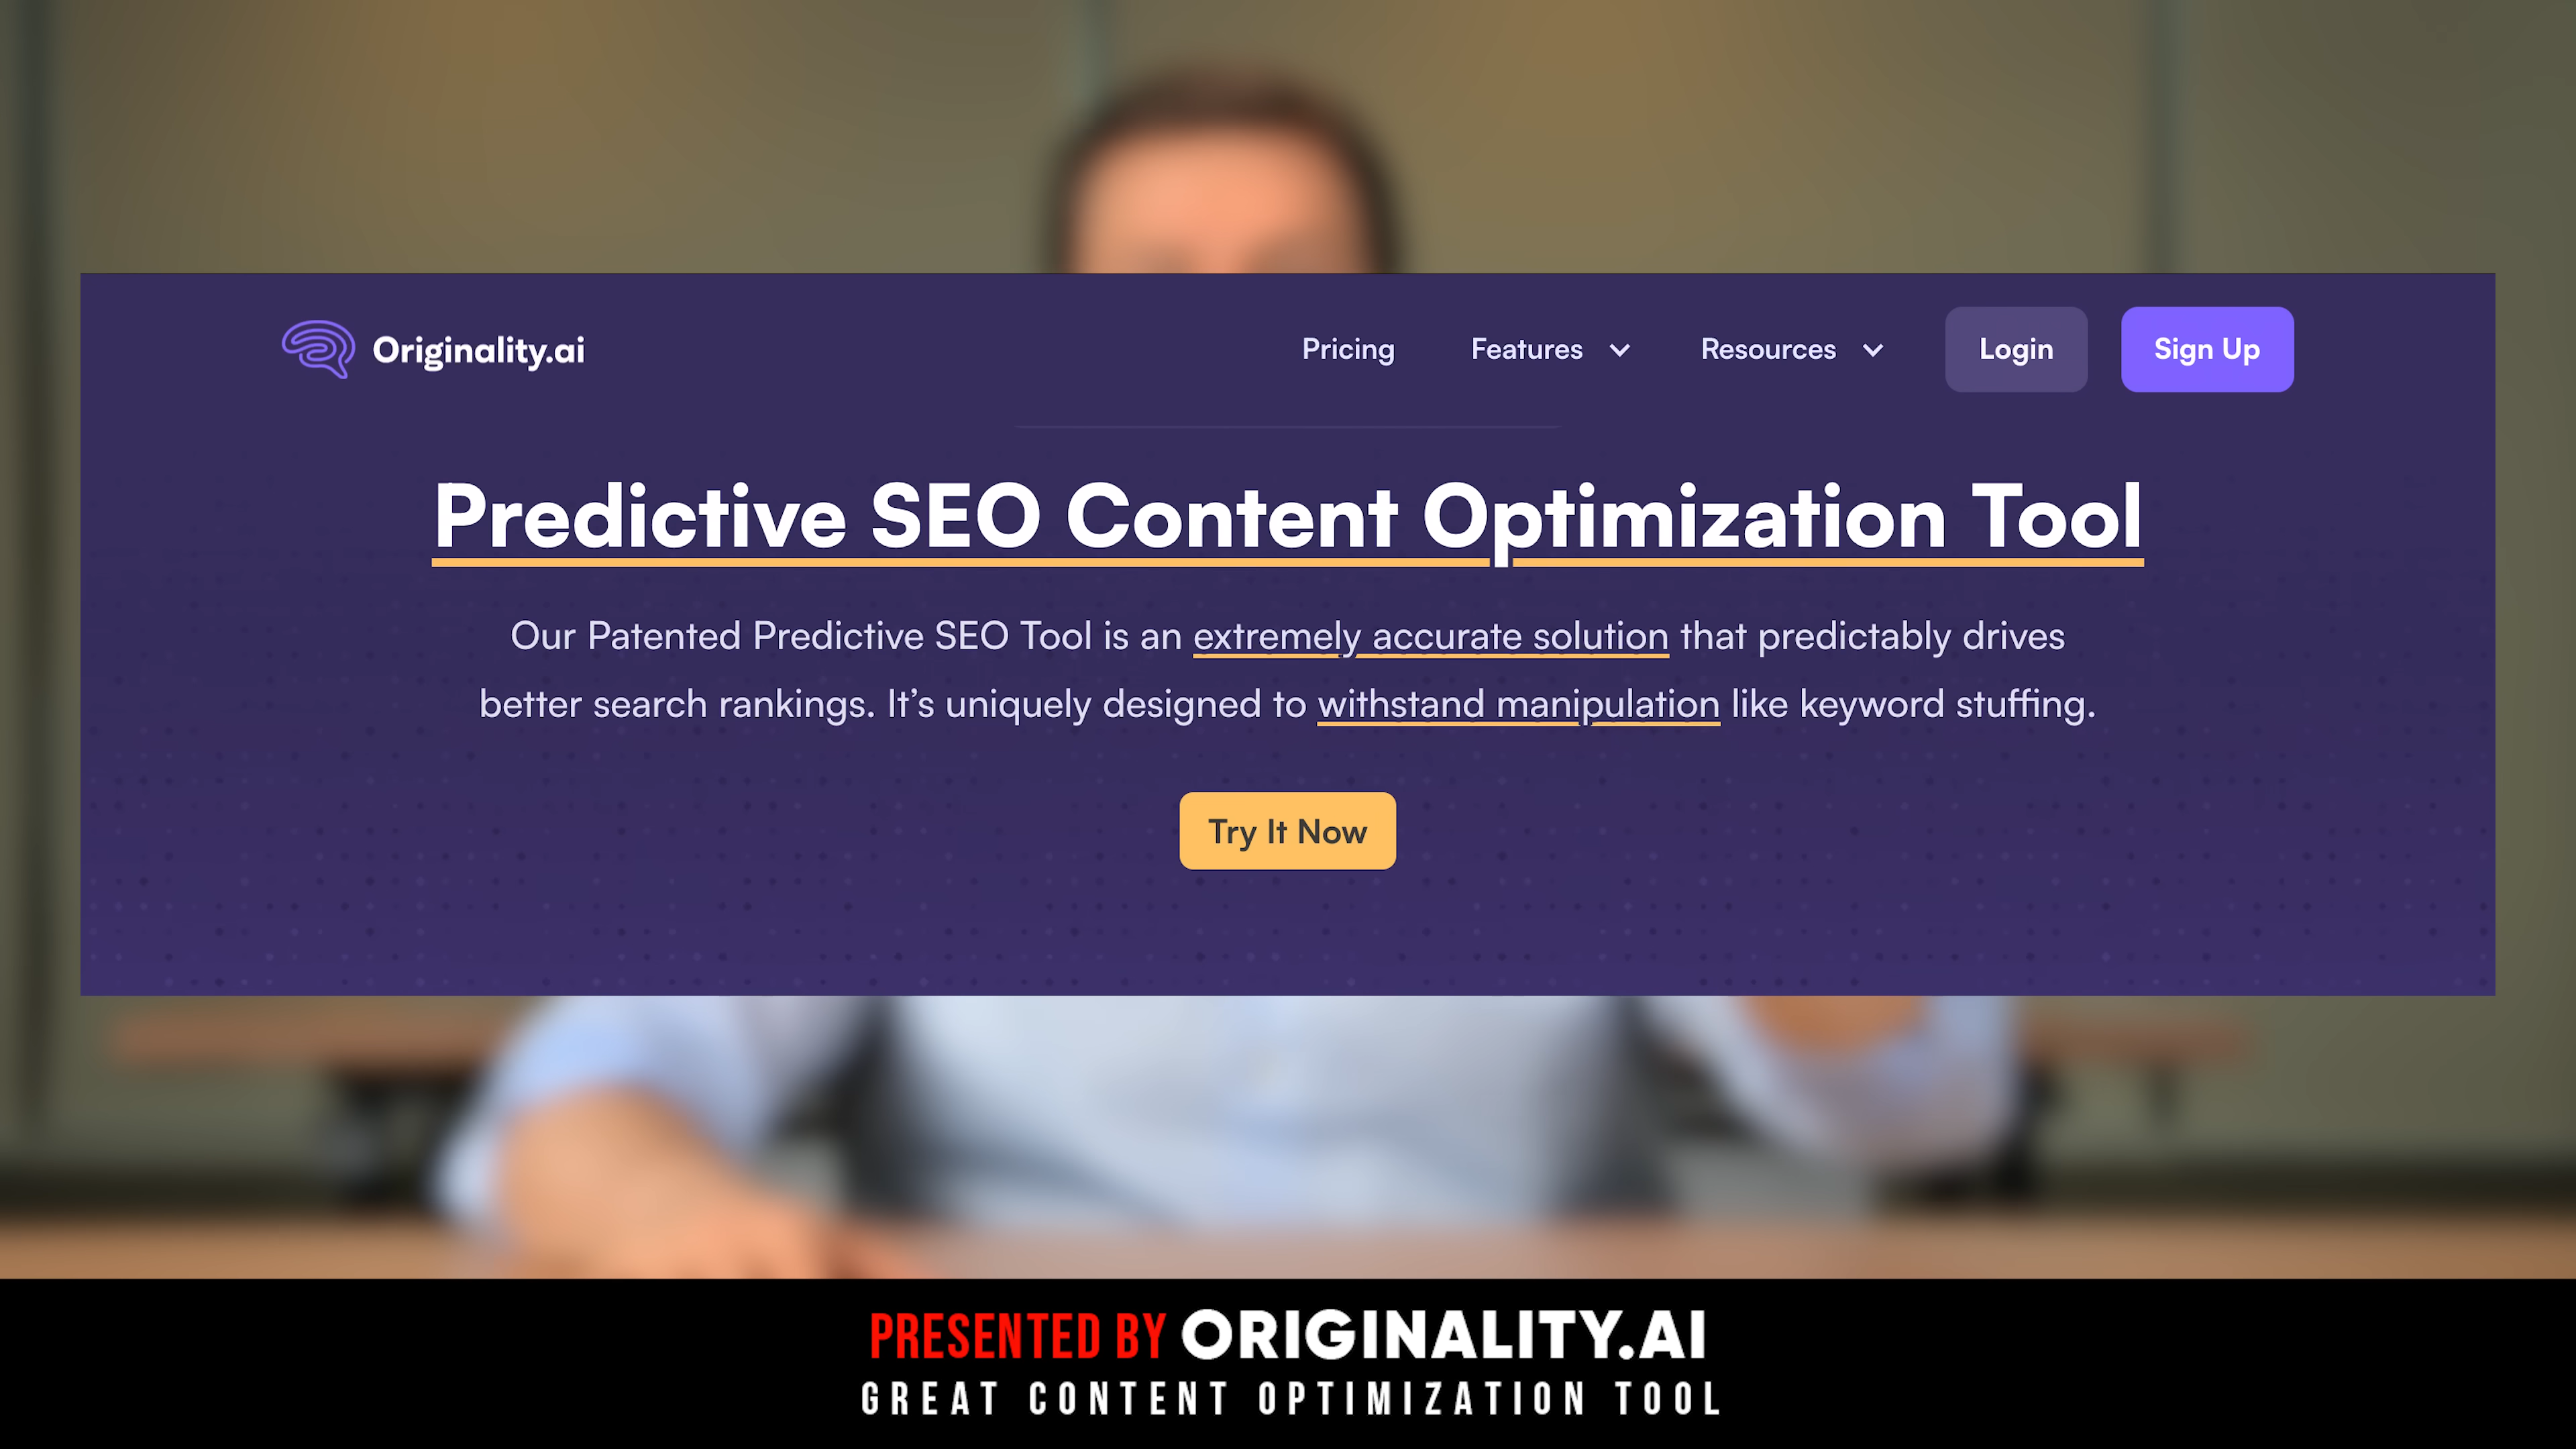 Originality.ai
Pricing Features Resources Login Sign Up
Predictive SEO Content Optimization Tool
Our Patented Predictive SEO Tool is an extremely accurate solution that predictably drives
better search rankings. It’s uniquely designed to withstand manipulation like keyword stuffing.
Try It Now
PRESENTED BY ORIGINALITY.AI
GREAT CONTENT OPTIMIZATION TOOL